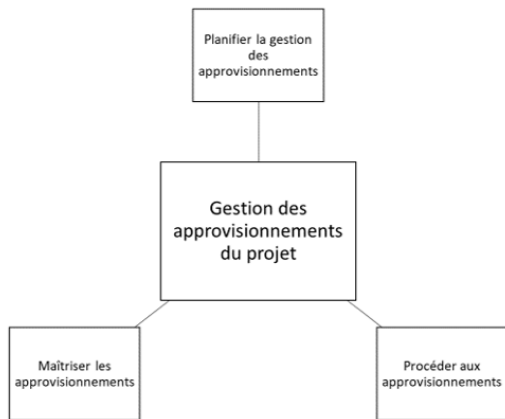 Planifier la gestion
des
approvisionnements
Gestion des
approvisionnements
du projet
Maîtriser les
approvisionnements
Procéder aux
approvisionnements